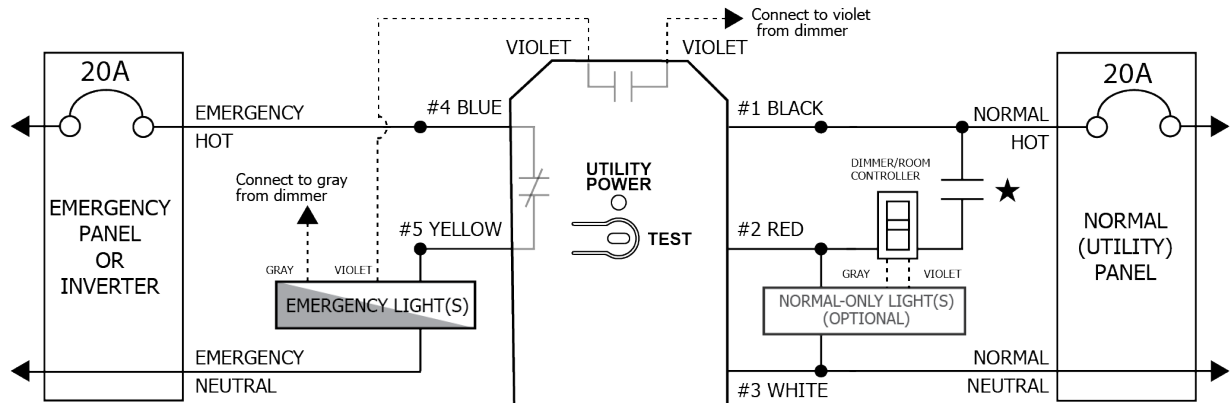 Connect to violet
from dimmer
VIOLET
VIOLET
20A
20A
EMERGENCY
HOT
#4 BLUE
#1 BLACK
NORMAL
HOT
DIMMER/ROOM
CONTROLLER
UTILITY
POWER
Connect to gray
from dimmer
EMERGENCY
PANEL
OR
INVERTER
#5 YELLOW
TEST
#2 RED
NORMAL
(UTILITY)
PANEL
GRAY
VIOLET
GRAY
VIOLET
EMERGENCY LIGHT(S)
NORMAL-ONLY LIGHT(S)
(OPTIONAL)
EMERGENCY
NEUTRAL
#3 WHITE
NORMAL
NEUTRAL